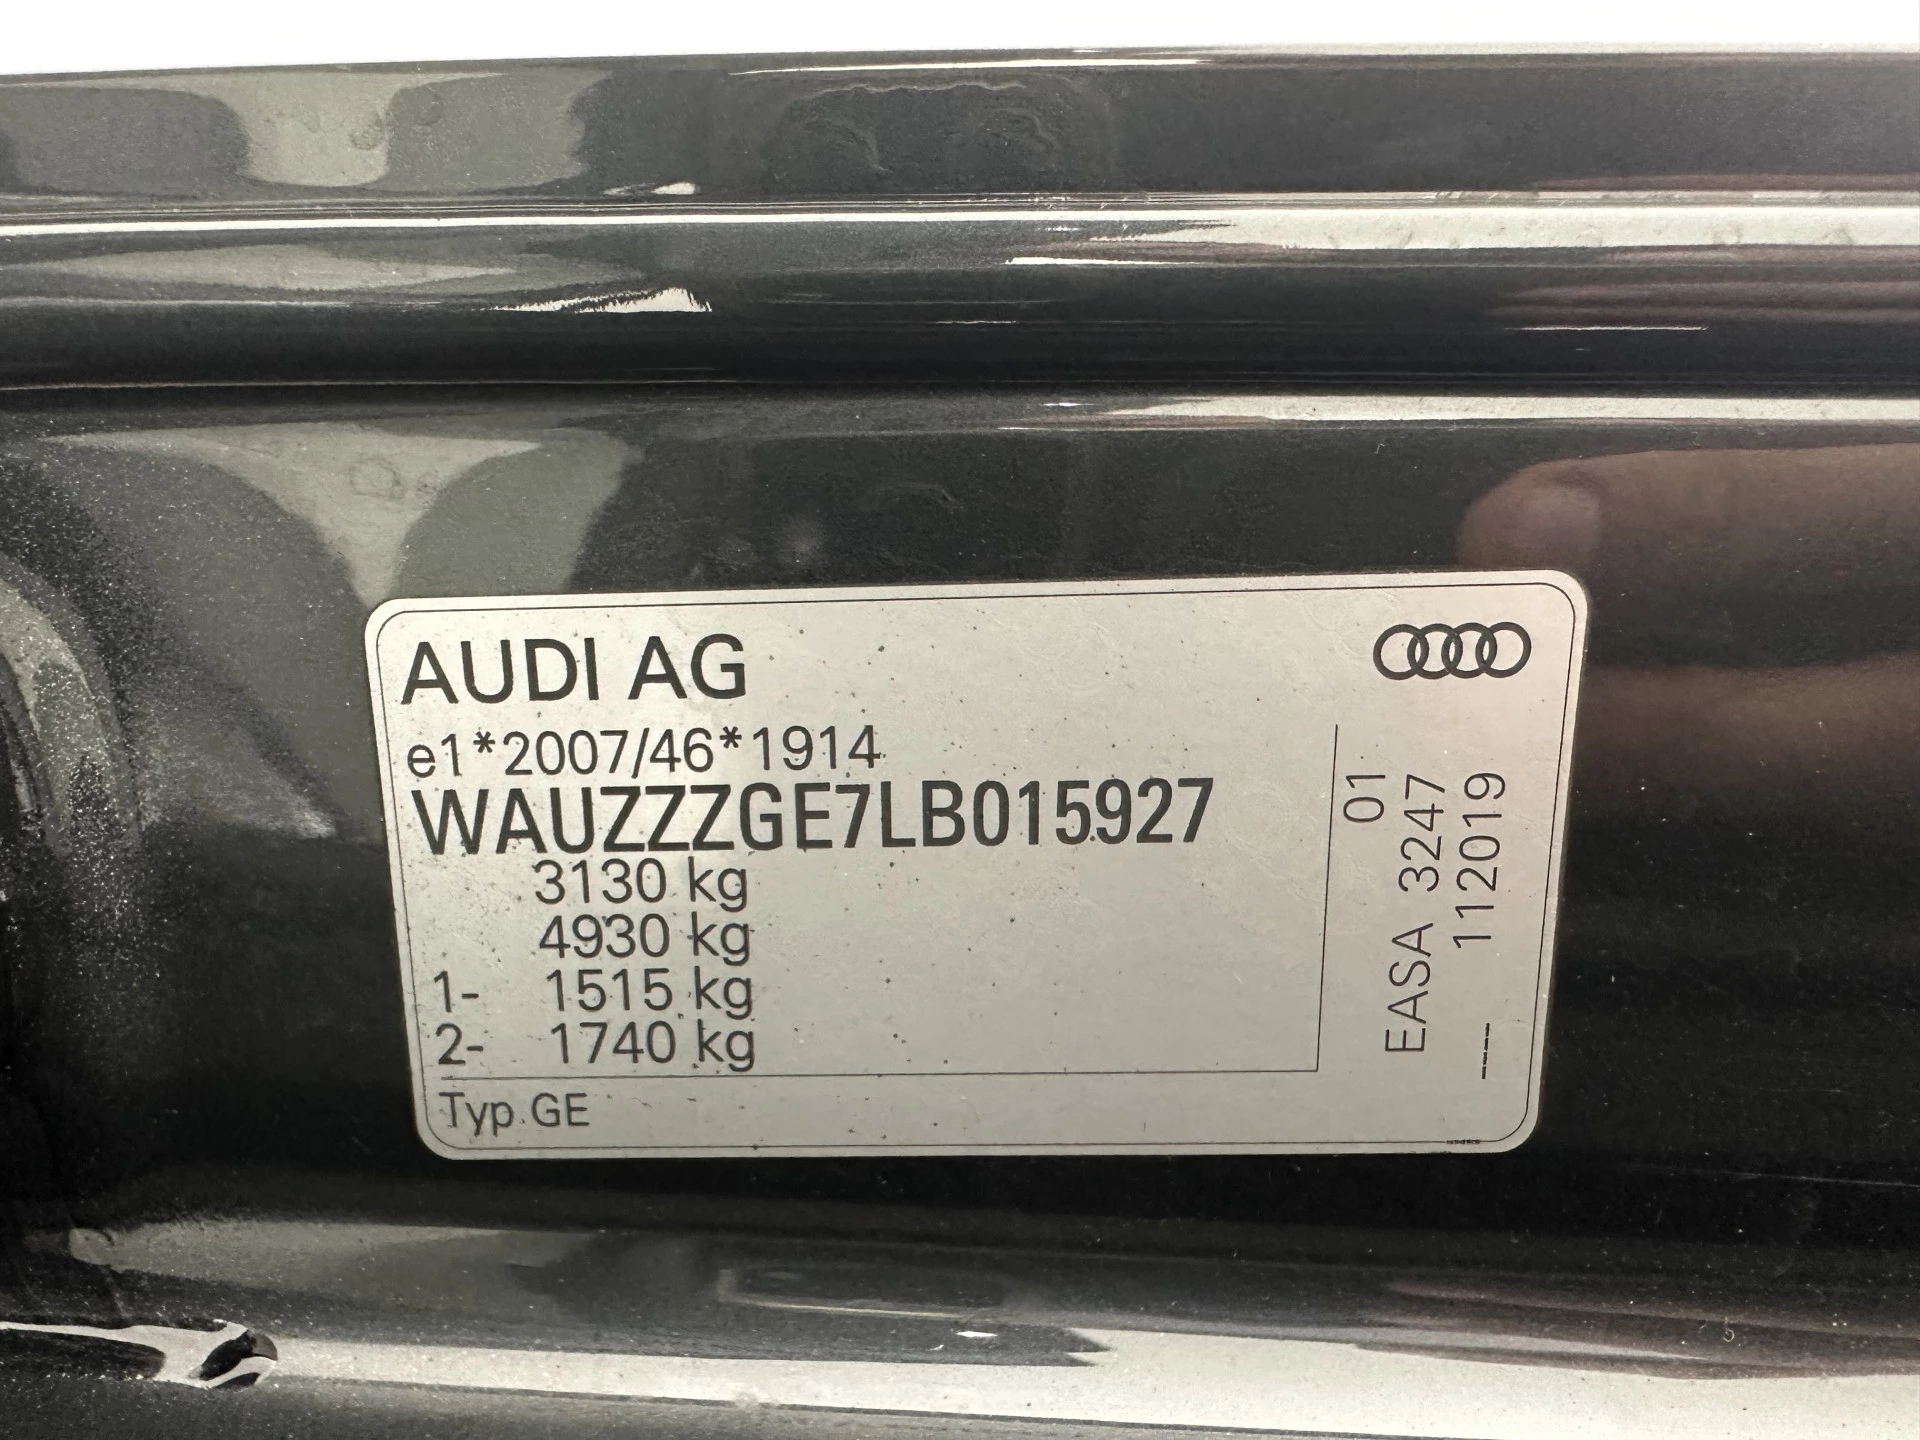 AUDI AG
e1*2007/46*1914
WAUZZZGE7LB015927
3130 kg
4930 kg
1- 1515 kg
2- 1740 kg
Typ GE
01
EASA 3247
112019